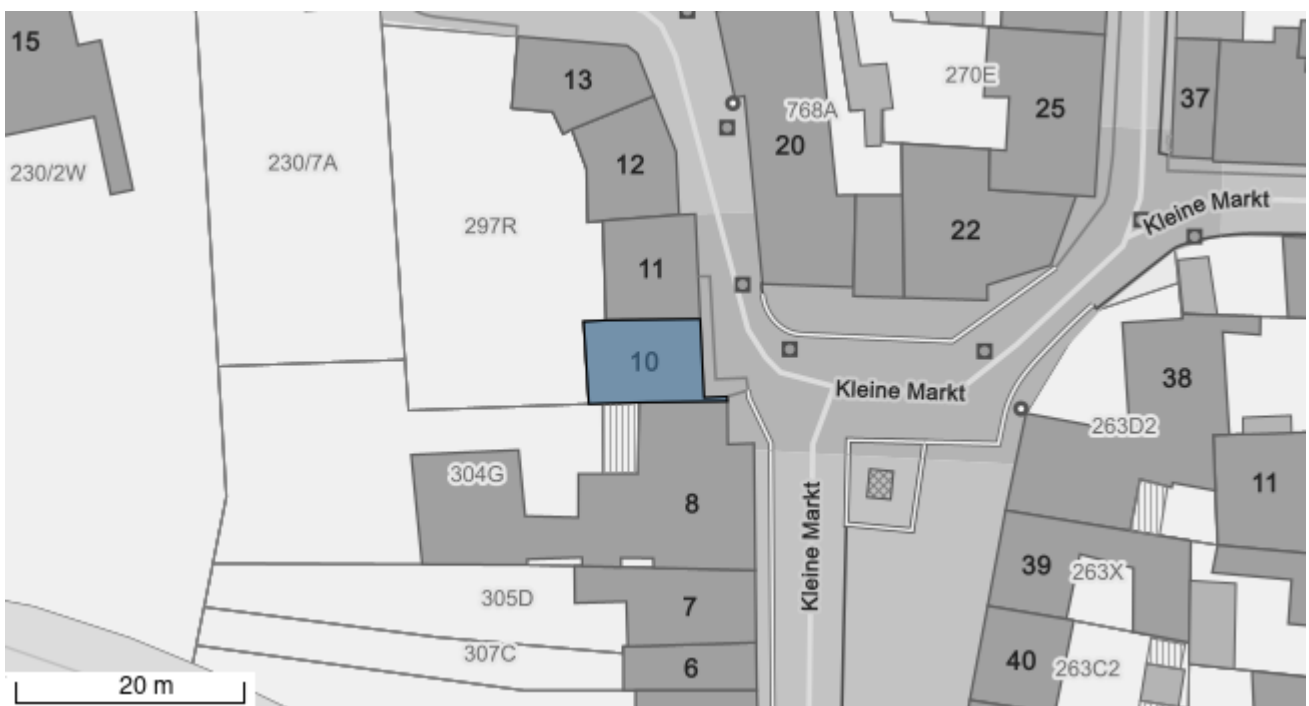 15
13
270E
25
37
768A
20
12
230/7A
230/2W
Kleine Markt
297R
22
11
10
38
Kleine Markt
263D2
304G
11
8
Kleine Markt
39
263X
305D
7
307C
6
40
263C2
20 m